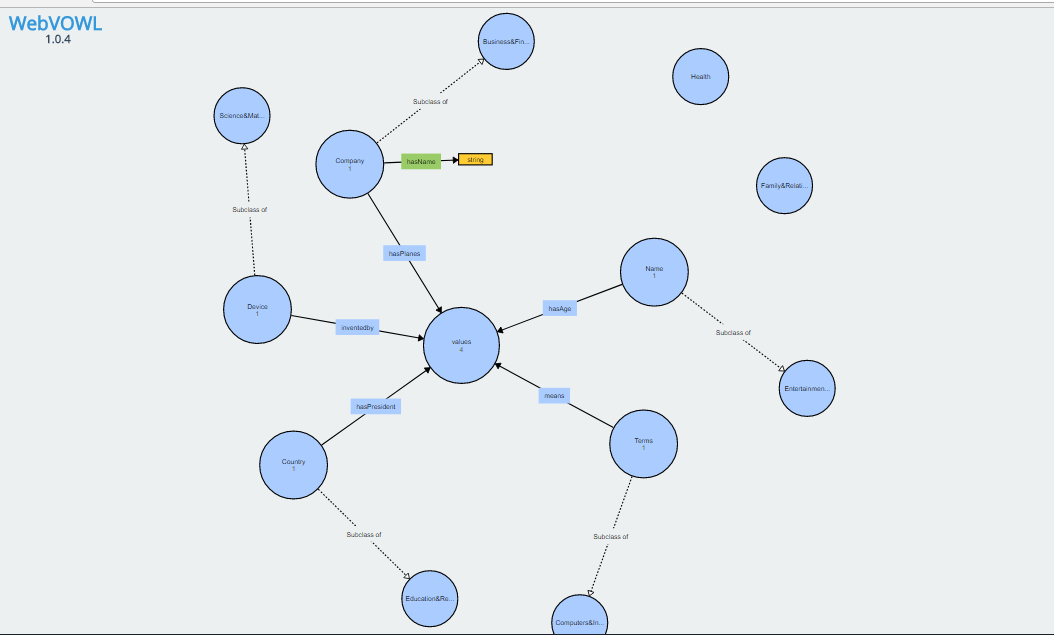 WebVOWL
1.0.4
Business&Fin...
Health
Subclass of
Science&Mat...
Company
1
hasName
string
Family&Relati...
Subclass of
hasPlanes
Name
1
Device
1
hasAge
inventedby
Subclass of
values
4
Entertainmen...
means
hasPresident
Terms
1
Country
1
Subclass of
Subclass of
Education&Re...
Computers&In...